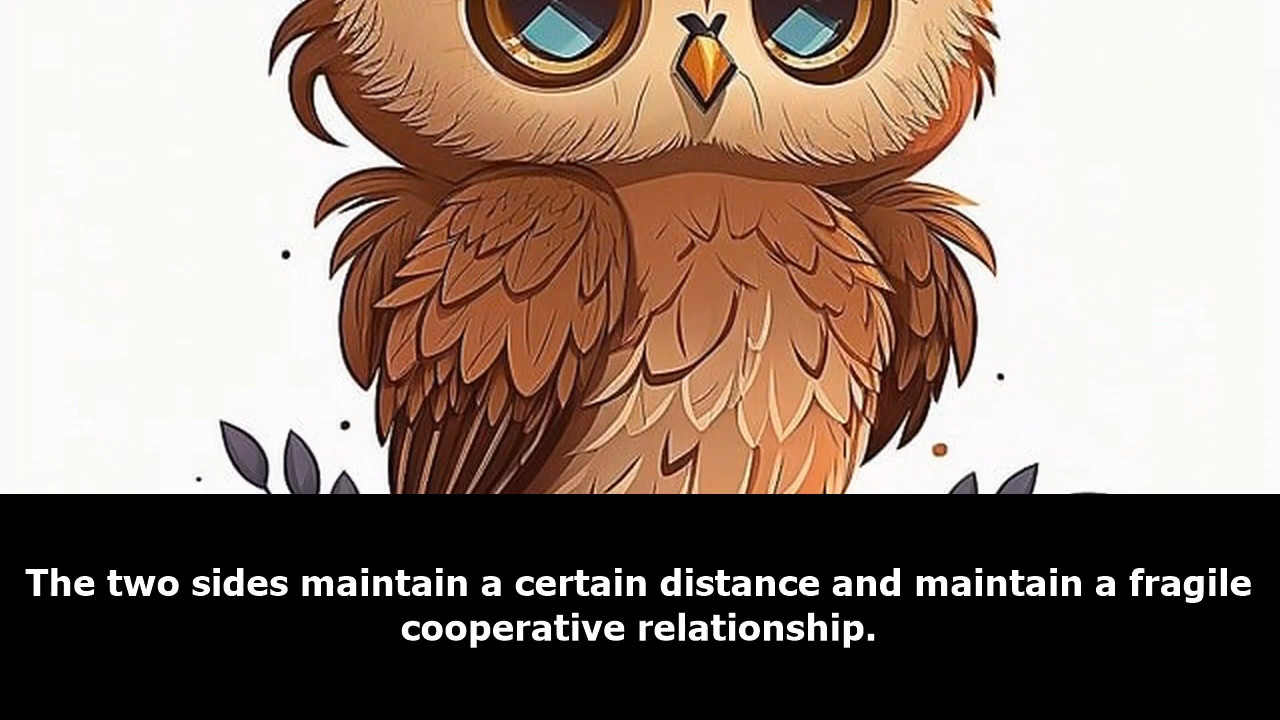 The two sides maintain a certain distance and maintain a fragile
cooperative relationship.